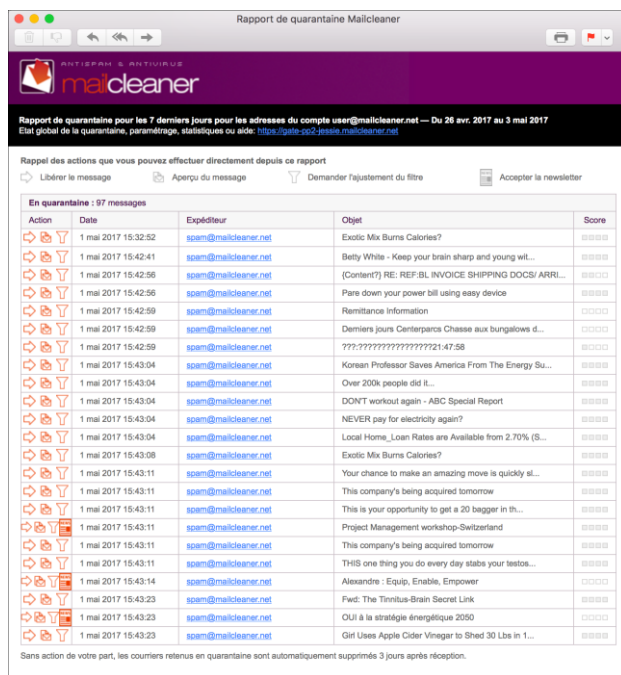 Rapport de quarantaine Mailcleaner
ANTISPAM & ANTIVIRUS
mailcleaner
Rapport de quarantaine pour les 7 derniers jours pour les adresses du compte user@mailcleaner.net — Du 26 avr. 2017 au 3 mai 2017
Etat global de la quarantaine, paramétrage, statistiques ou aide: https://gate-pp2-jessie.mailcleaner.net
Rappel des actions que vous pouvez effectuer directement depuis ce rapport
Libérer le message Aperçu du message Demander l'ajustement du filtre Accepter la newsletter
En quarantaine : 97 messages
Action Date Expéditeur Objet Score
1 mai 2017 15:32:52 spam@mailcleaner.net Exotic Mix Burns Calories?
1 mai 2017 15:42:41 spam@mailcleaner.net Betty White - Keep your brain sharp and young wit...
1 mai 2017 15:42:56 spam@mailcleaner.net {Content?} RE: REF:BL INVOICE SHIPPING DOCS/ ARRI...
1 mai 2017 15:42:56 spam@mailcleaner.net Pare down your power bill using easy device
1 mai 2017 15:42:59 spam@mailcleaner.net Remittance Information
1 mai 2017 15:42:59 spam@mailcleaner.net Derniers jours Centerparcs Chasse aux bungalows d...
1 mai 2017 15:42:59 spam@mailcleaner.net ???:?????????????????21:47:58
1 mai 2017 15:43:04 spam@mailcleaner.net Korean Professor Saves America From The Energy Su...
1 mai 2017 15:43:04 spam@mailcleaner.net Over 200k people did it...
1 mai 2017 15:43:04 spam@mailcleaner.net DON'T workout again - ABC Special Report
1 mai 2017 15:43:04 spam@mailcleaner.net NEVER pay for electricity again?
1 mai 2017 15:43:04 spam@mailcleaner.net Local Home_Loan Rates are Available from 2.70% (S...
1 mai 2017 15:43:08 spam@mailcleaner.net Exotic Mix Burns Calories?
1 mai 2017 15:43:11 spam@mailcleaner.net Your chance to make an amazing move is quickly sl...
1 mai 2017 15:43:11 spam@mailcleaner.net This company's being acquired tomorrow
1 mai 2017 15:43:11 spam@mailcleaner.net This is your opportunity to get a 20 bagger in th...
1 mai 2017 15:43:11 spam@mailcleaner.net Project Management workshop-Switzerland
1 mai 2017 15:43:11 spam@mailcleaner.net This company's being acquired tomorrow
1 mai 2017 15:43:11 spam@mailcleaner.net THIS one thing you do every day stabs your testos...
1 mai 2017 15:43:14 spam@mailcleaner.net Alexandre : Equip, Enable, Empower
1 mai 2017 15:43:23 spam@mailcleaner.net Fwd: The Tinnitus-Brain Secret Link
1 mai 2017 15:43:23 spam@mailcleaner.net OUI à la stratégie énergétique 2050
1 mai 2017 15:43:23 spam@mailcleaner.net Girl Uses Apple Cider Vinegar to Shed 30 Lbs in 1...
Sans action de votre part, les courriers retenus en quarantaine sont automatiquement supprimés 3 jours après réception.